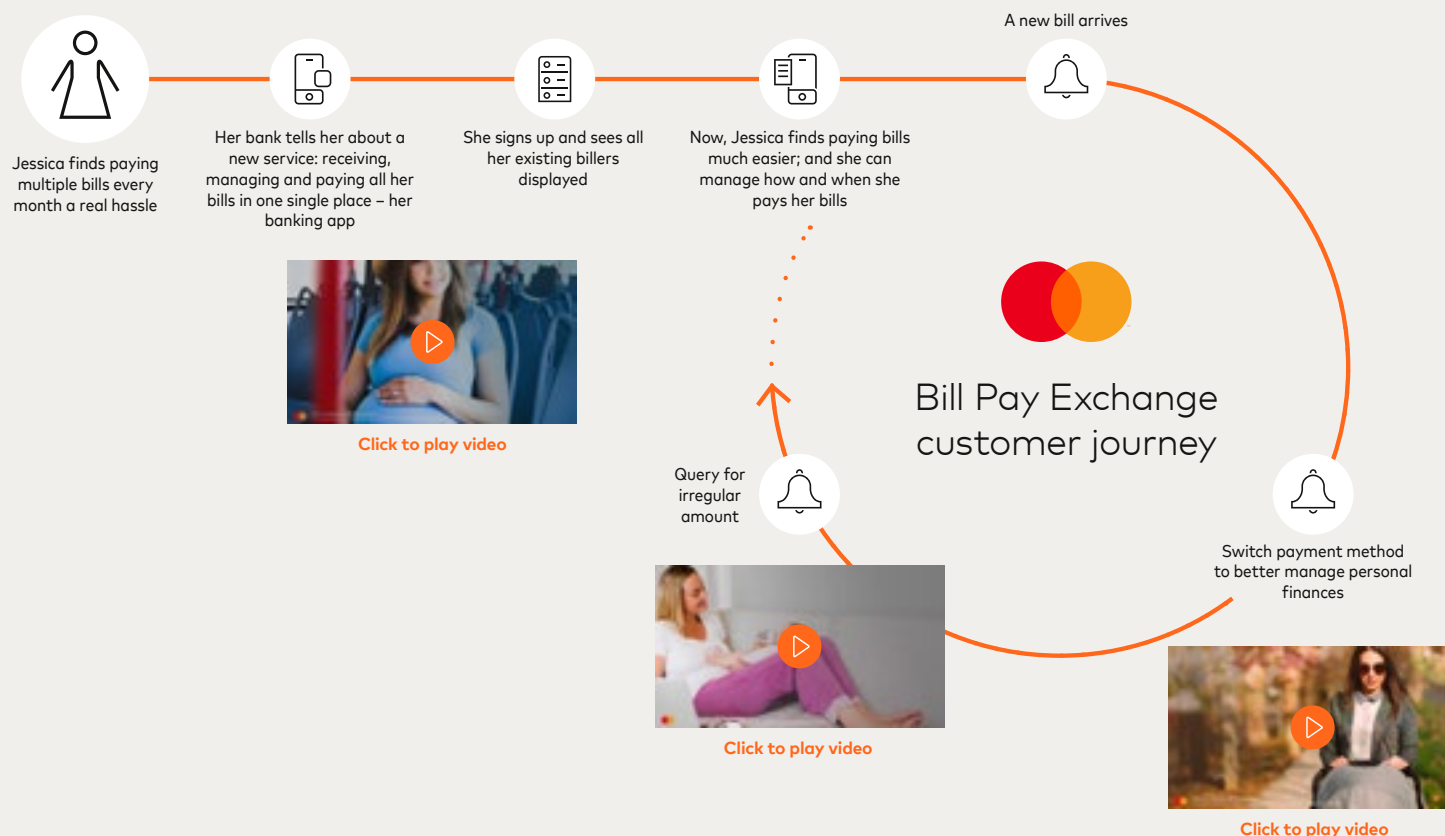 A new bill arrives
Jessica finds paying
multiple bills every
month a real hassle
Her bank tells her about a
new service: receiving,
managing and paying all her
bills in one single place – her
banking app
She signs up and sees all
her existing billers
displayed
Now, Jessica finds paying bills
much easier; and she can
manage how and when she
pays her bills
Click to play video
Bill Pay Exchange
customer journey
Query for
irregular
amount
Switch payment method
to better manage personal
finances
Click to play video
Click to play video